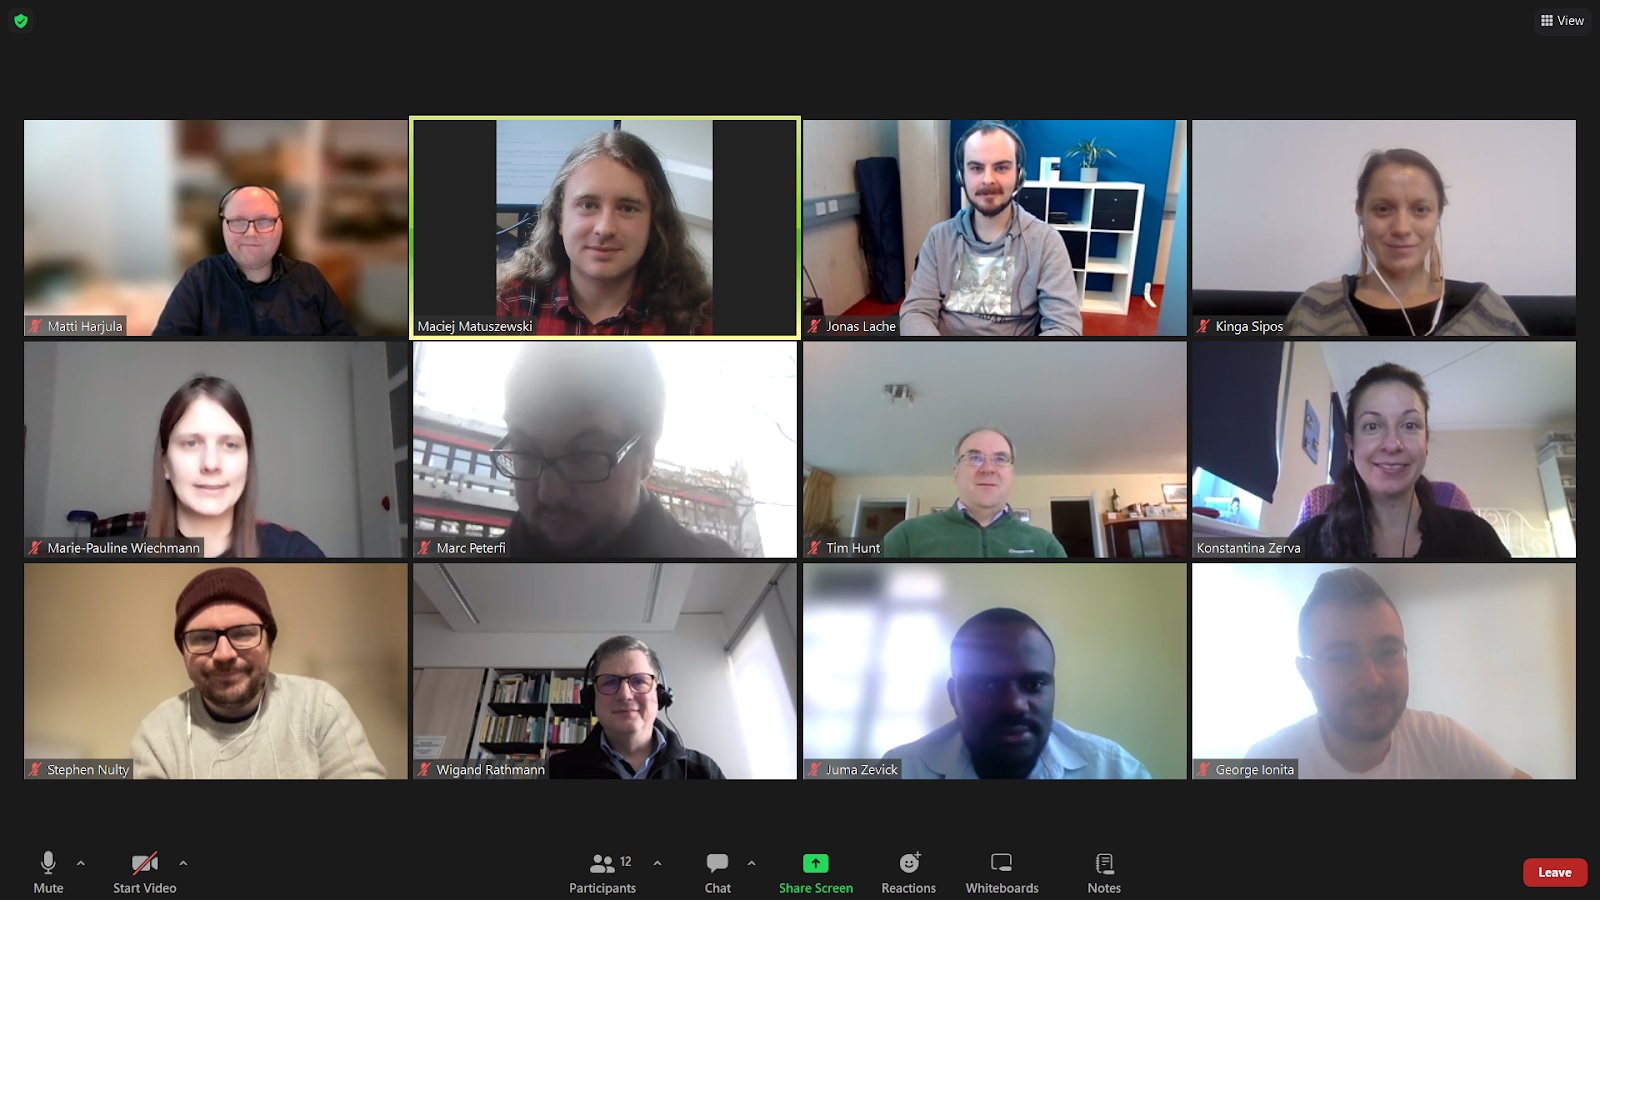 View
Matti Harjula
Maciej Matuszewski
Jonas Lache
Kinga Sipos
Marie-Pauline Wiechmann
Marc Peterfi
Tim Hunt
Konstantina Zerva
Stephen Nulty
Wigand Rathmann
Juma Zevick
George Ionita
12
Mute
Start Video
Participants
Chat
Share Screen
Reactions
Whiteboards
Notes
Leave